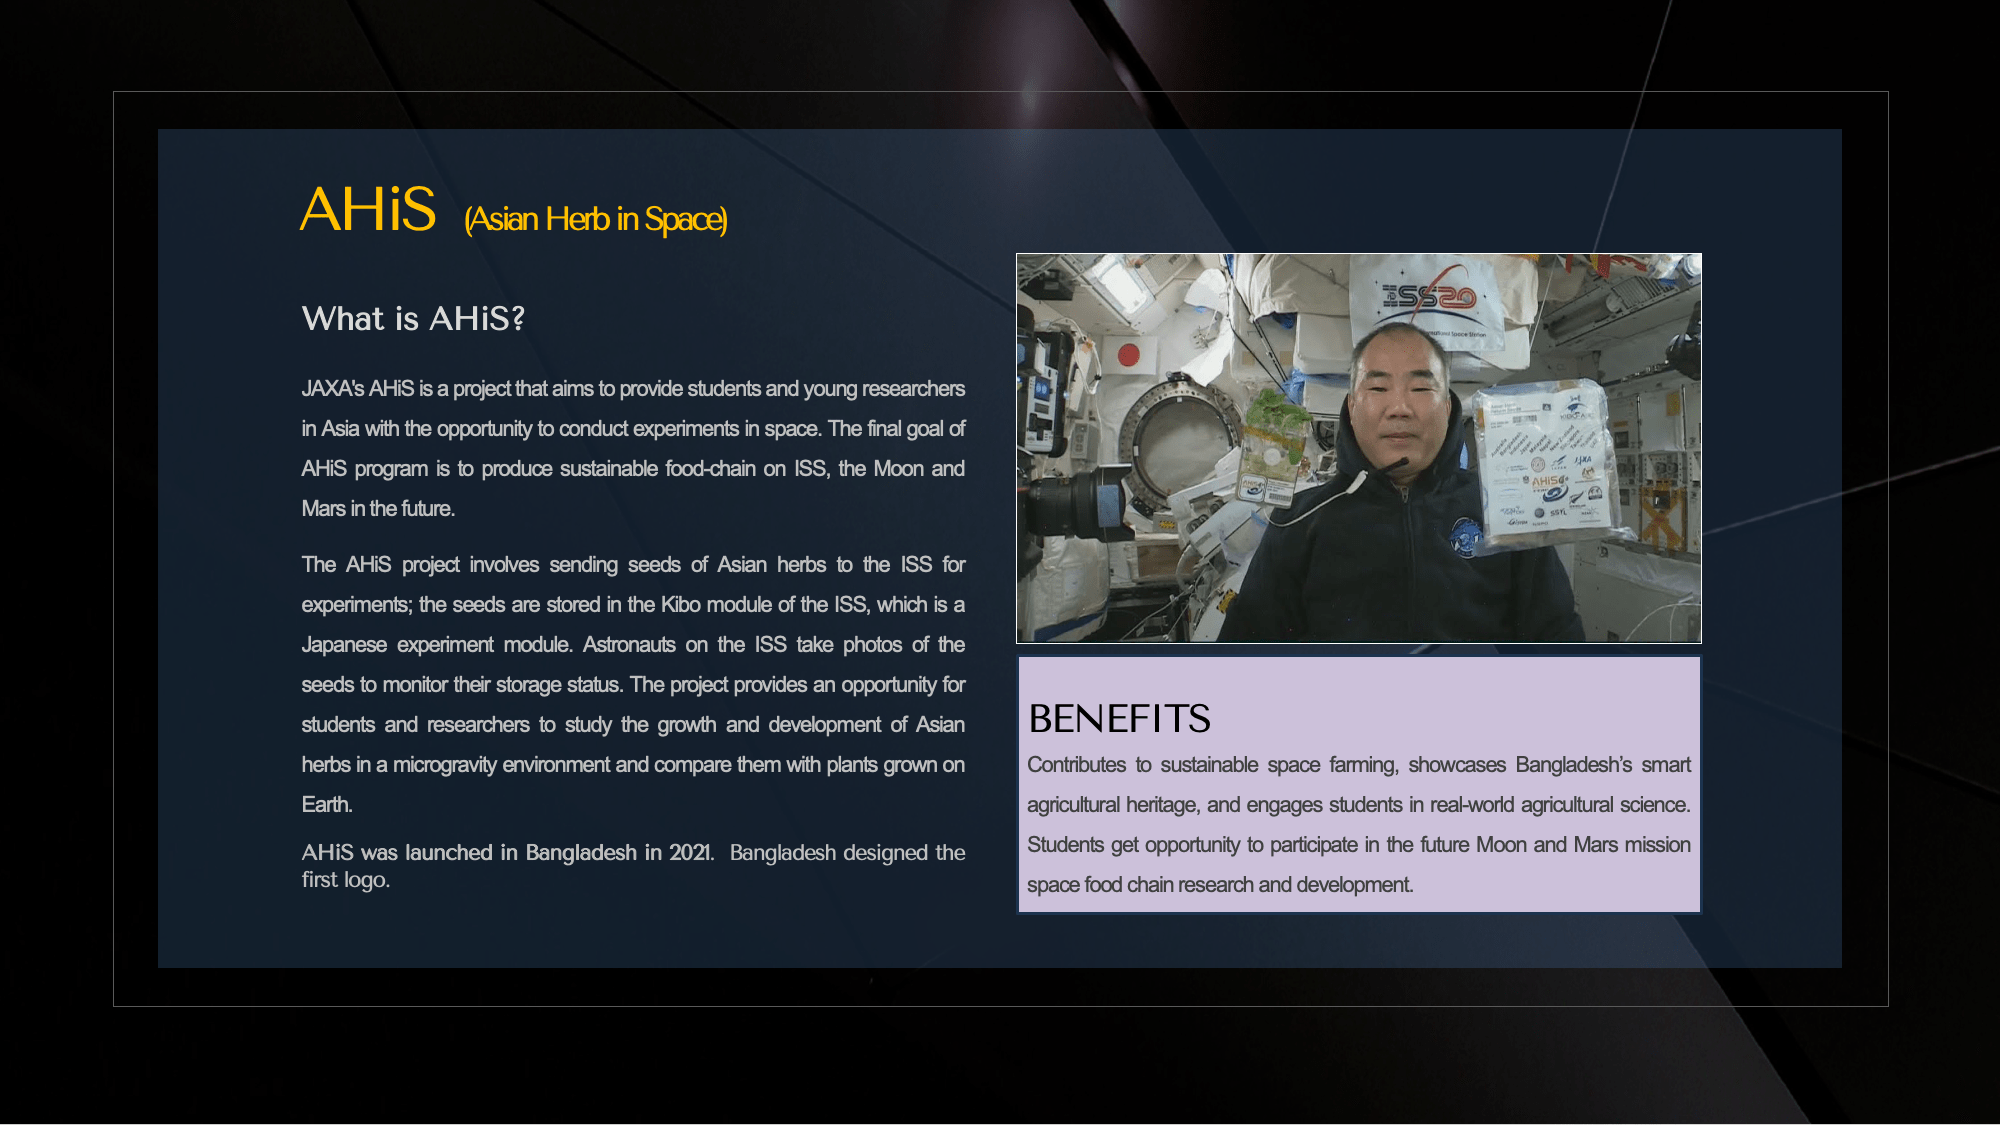 AHiS (Asian Herb in Space)
What is AHiS?
JAXA's AHiS is a project that aims to provide students and young researchers
in Asia with the opportunity to conduct experiments in space. The final goal of
AHiS program is to produce sustainable food-chain on ISS, the Moon and
Mars in the future.
The AHiS project involves sending seeds of Asian herbs to the ISS for
experiments; the seeds are stored in the Kibo module of the ISS, which is a
Japanese experiment module. Astronauts on the ISS take photos of the
seeds to monitor their storage status. The project provides an opportunity for
students and researchers to study the growth and development of Asian
herbs in a microgravity environment and compare them with plants grown on
Earth.
AHiS was launched in Bangladesh in 2021.  Bangladesh designed the
first logo.
ISS20
Space Station
AHiS
JAXA
BENEFITS
Contributes to sustainable space farming, showcases Bangladesh’s smart
agricultural heritage, and engages students in real-world agricultural science.
Students get opportunity to participate in the future Moon and Mars mission
space food chain research and development.